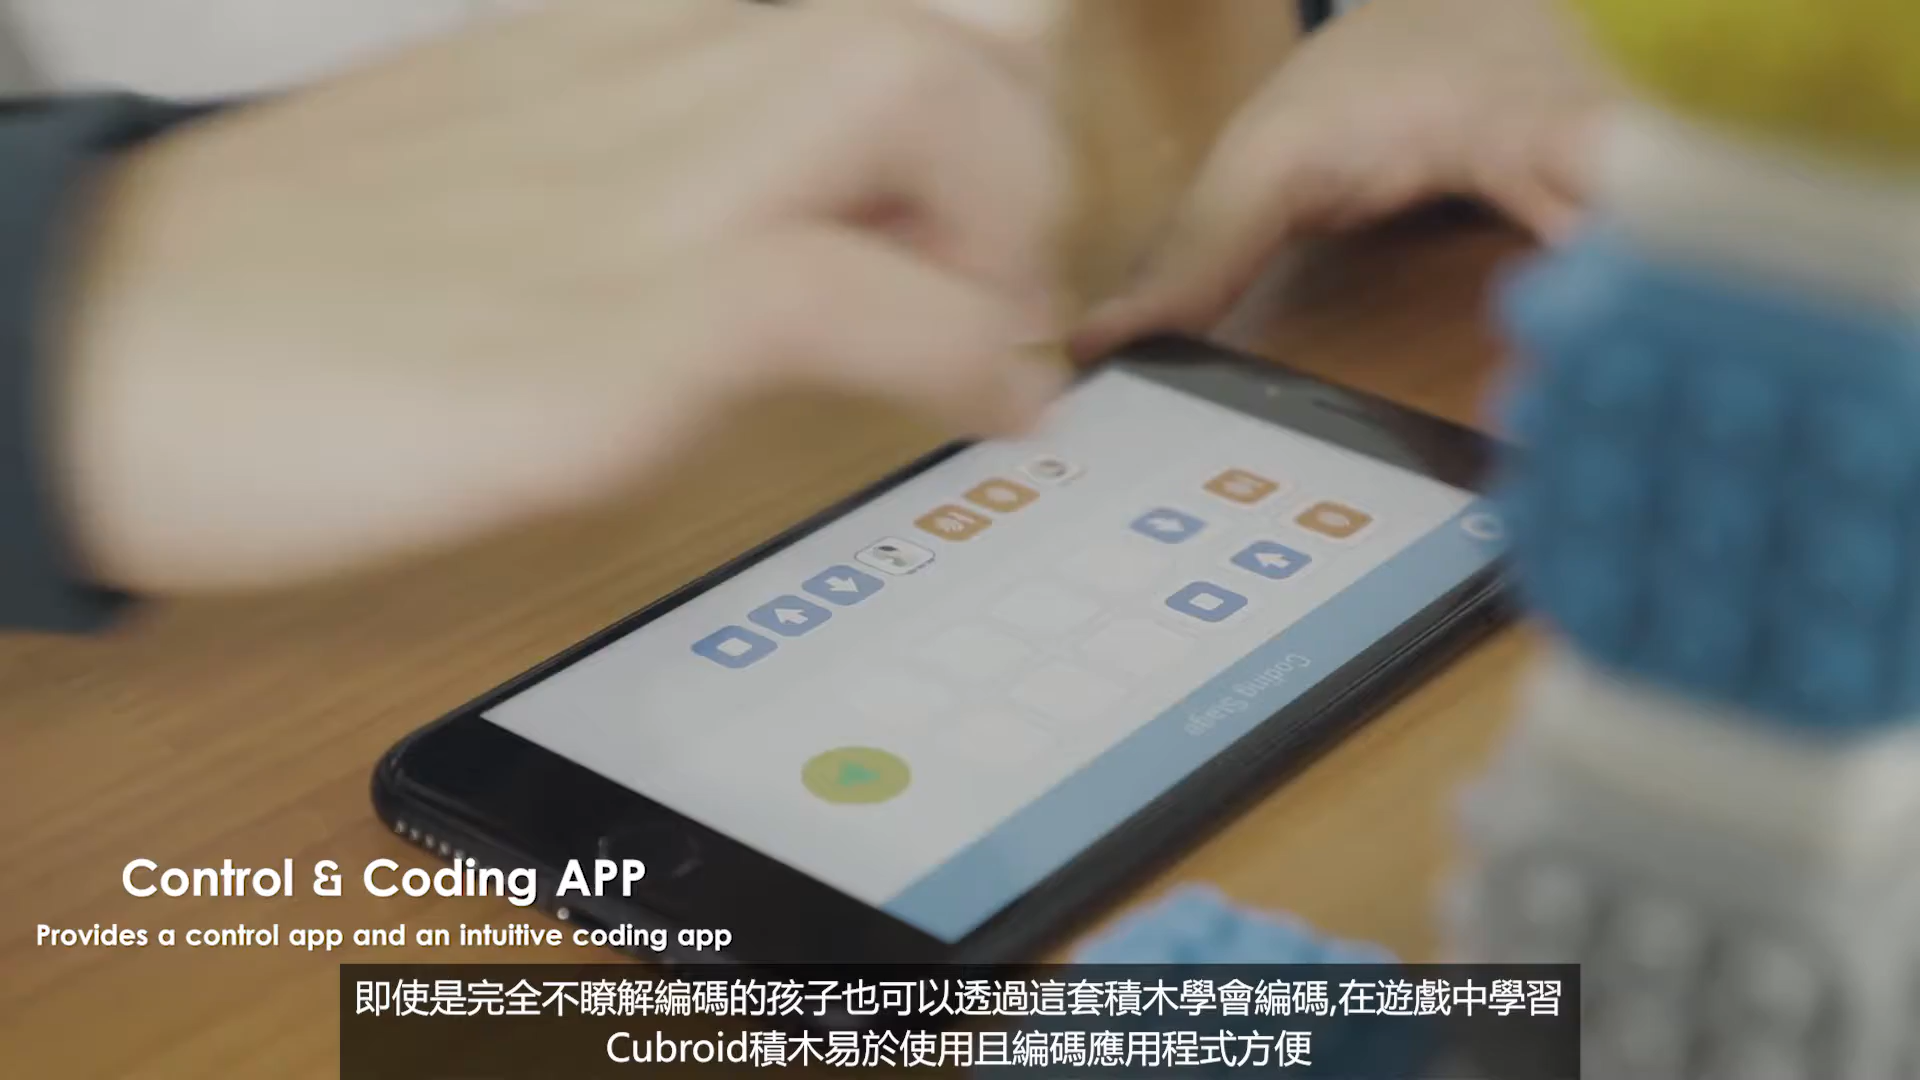 Coding Stage
Control & Coding APP
Provides a control app and an intuitive coding app
即使是完全不瞭解編碼的孩子也可以透過這套積木學會編碼,在遊戲中學習
Cubroid積木易於使用且編碼應用程式方便